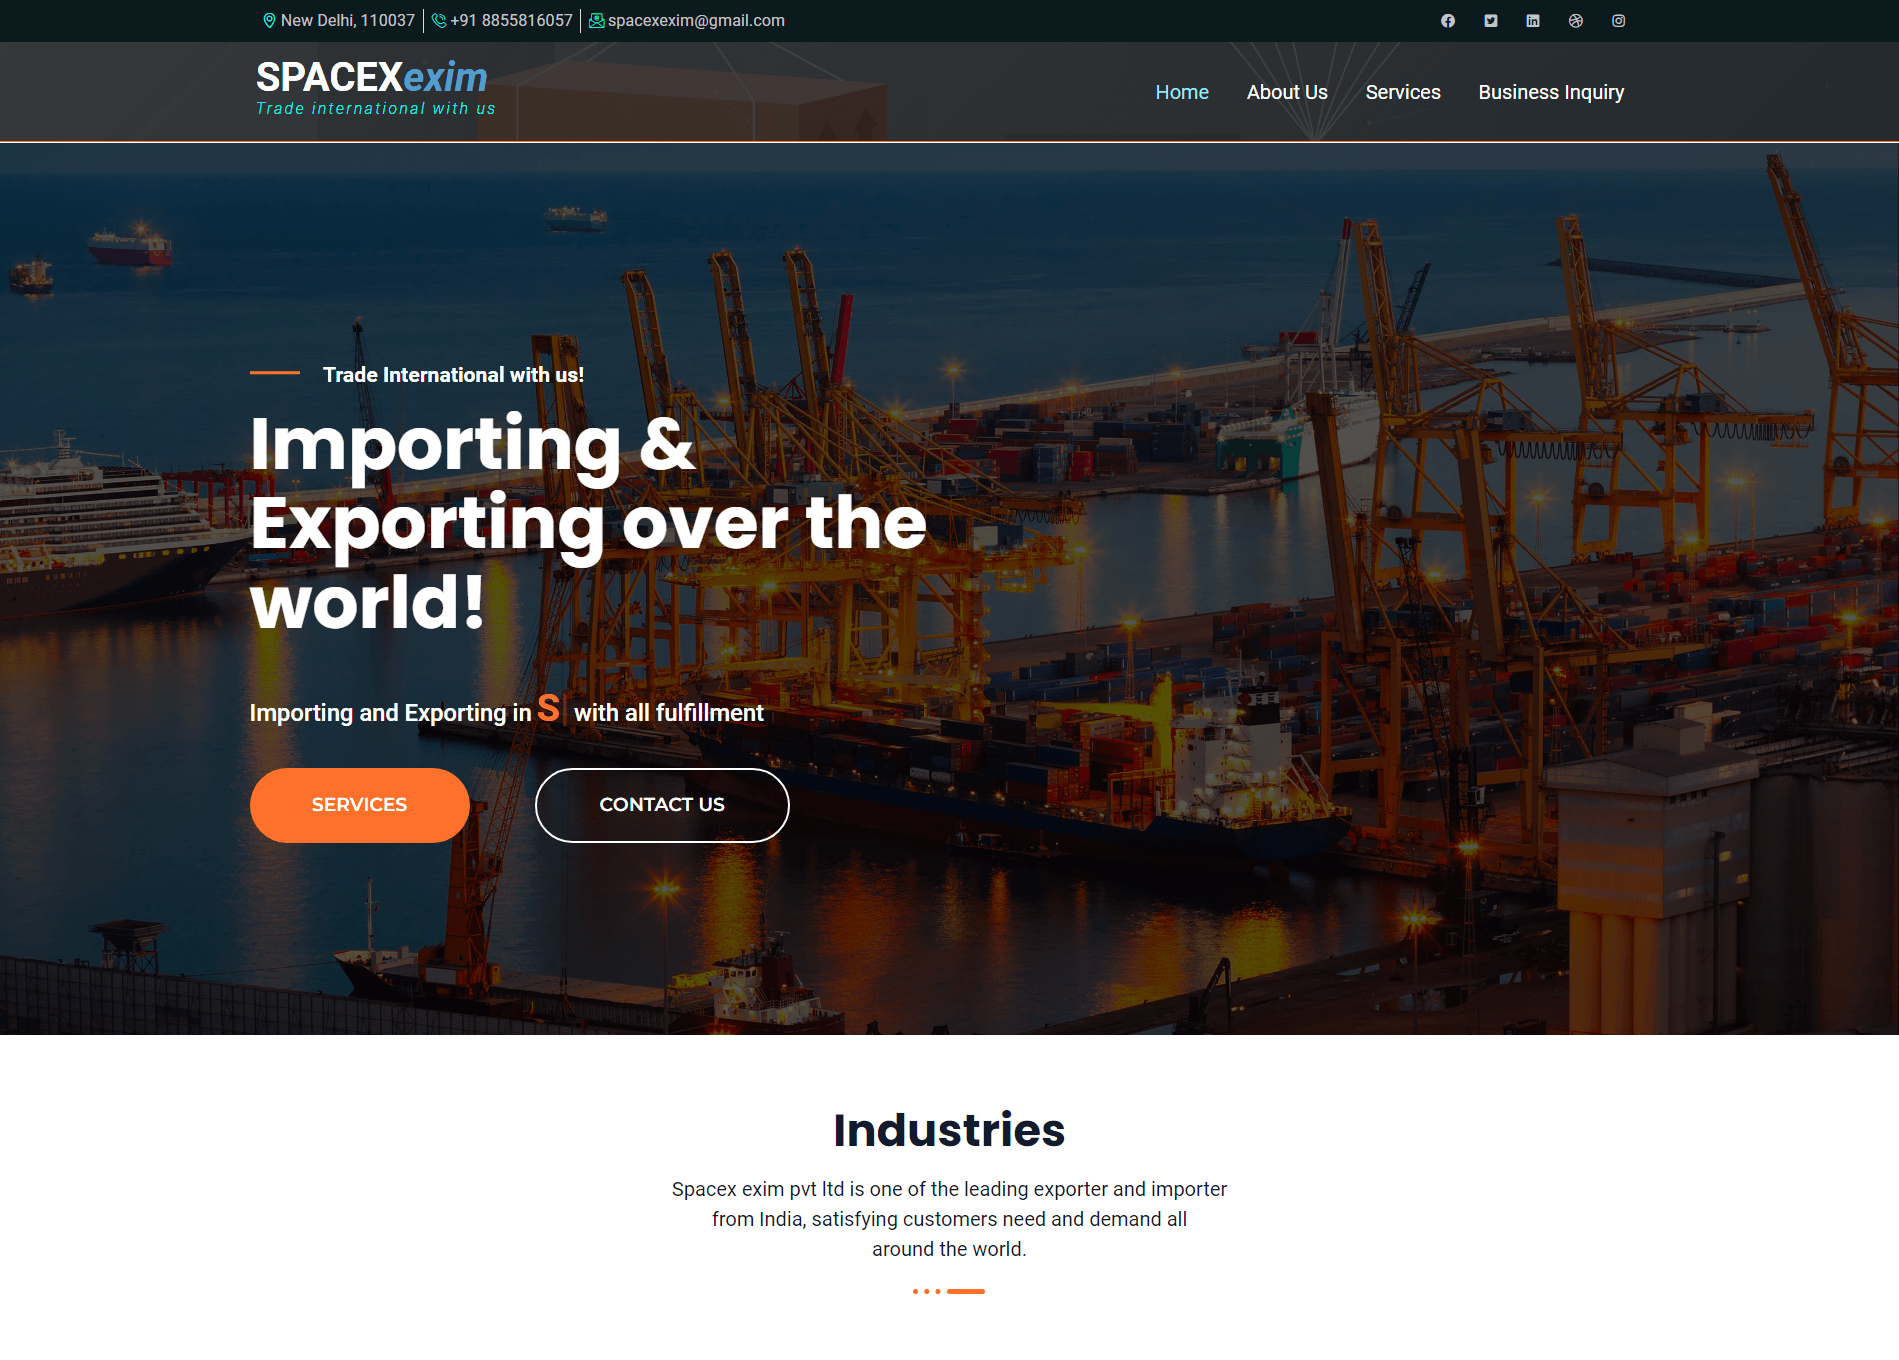 New Delhi, 110037
+91 8855816057
spacexexim@gmail.com
SPACEXexim
Trade international with us
Home
About Us
Services
Business Inquiry
Trade International with us!
Importing &
Exporting over the
world!
Importing and Exporting in S with all fulfillment
SERVICES
CONTACT US
Industries
Spacex exim pvt ltd is one of the leading exporter and importer
from India, satisfying customers need and demand all
around the world.